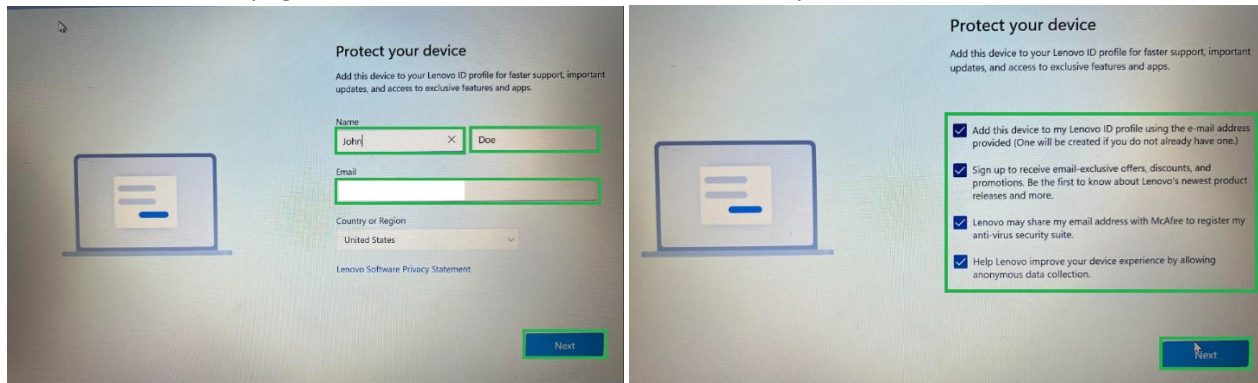 Protect your device
Add this device to your Lenovo ID profile for faster support, important
updates, and access to exclusive features and apps.
Name
John
Doe
Email
Country or Region
United States
Lenovo Software Privacy Statement
Next
Protect your device
Add this device to your Lenovo ID profile for faster support, important
updates, and access to exclusive features and apps.
Add this device to my Lenovo ID profile using the e-mail address
provided (One will be created if you do not already have one.)
Sign up to receive email-exclusive offers, discounts, and
promotions. Be the first to know about Lenovo's newest product
releases and more.
Lenovo may share my email address with McAfee to register my
anti-virus security suite.
Help Lenovo improve your device experience by allowing
anonymous data collection.
Next